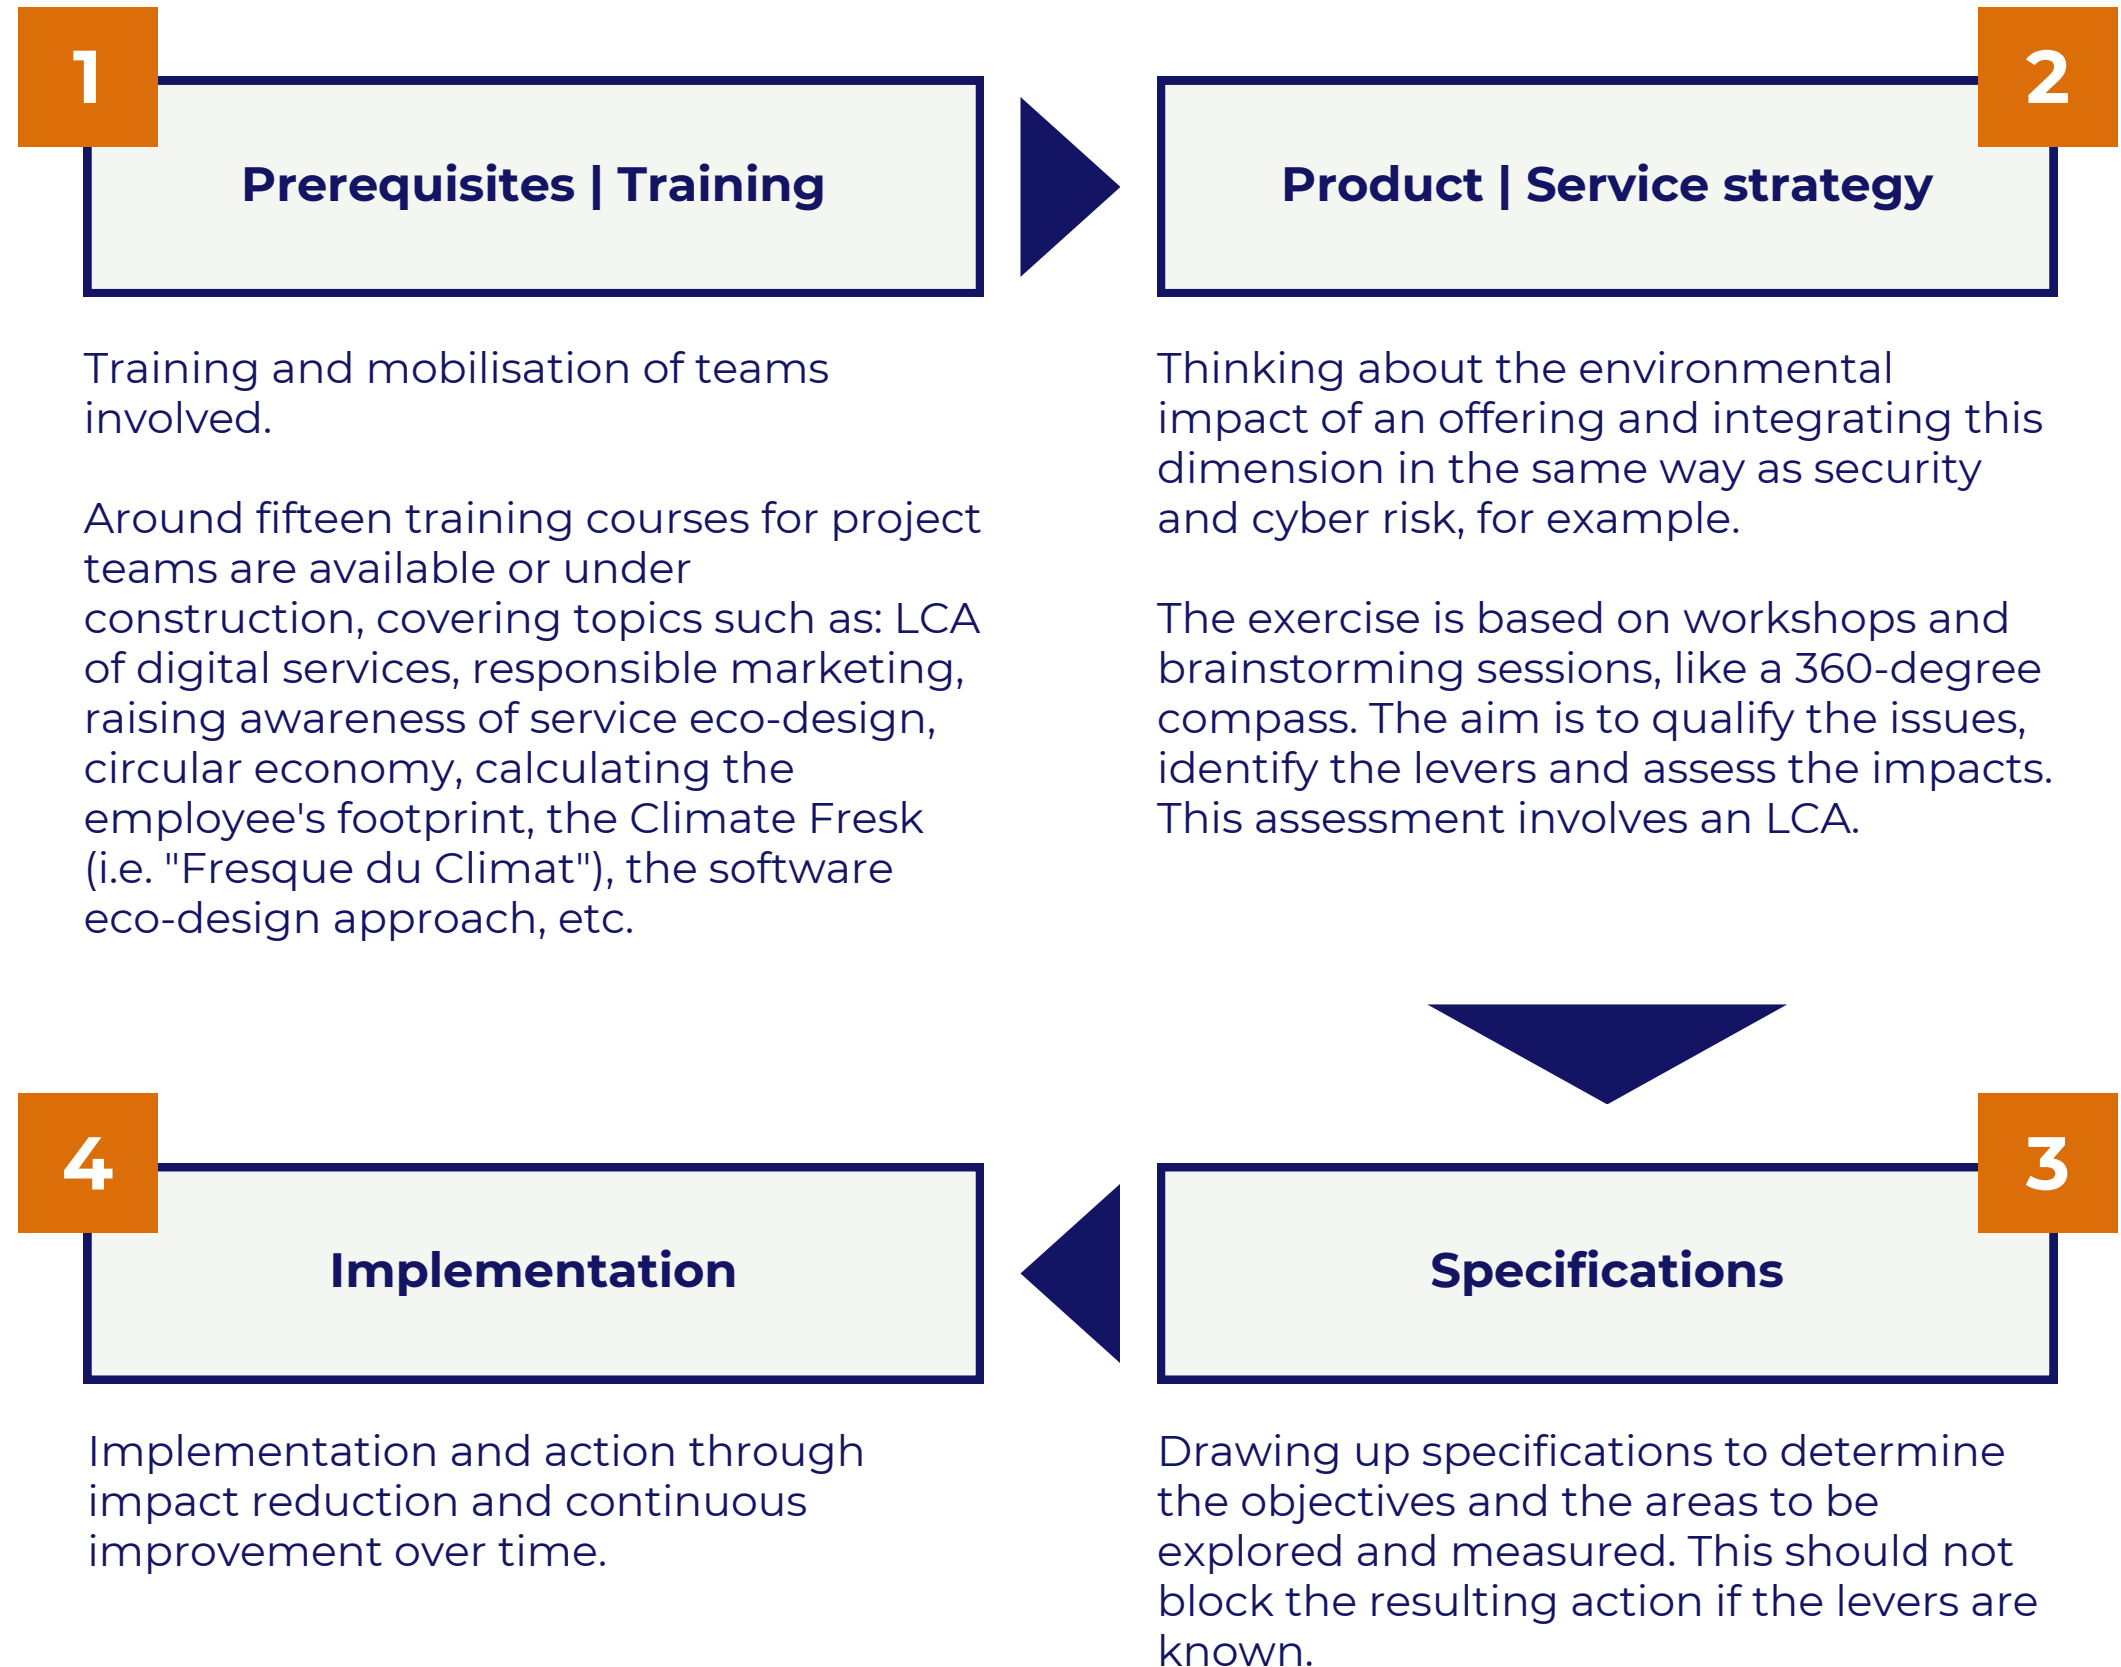 1
Prerequisites | Training
Training and mobilisation of teams
involved.
Around fifteen training courses for project
teams are available or under
construction, covering topics such as: LCA
of digital services, responsible marketing,
raising awareness of service eco-design,
circular economy, calculating the
employee's footprint, the Climate Fresk
(i.e. "Fresque du Climat"), the software
eco-design approach, etc.
2
Product | Service strategy
Thinking about the environmental
impact of an offering and integrating this
dimension in the same way as security
and cyber risk, for example.
The exercise is based on workshops and
brainstorming sessions, like a 360-degree
compass. The aim is to qualify the issues,
identify the levers and assess the impacts.
This assessment involves an LCA.
3
Specifications
Drawing up specifications to determine
the objectives and the areas to be
explored and measured. This should not
block the resulting action if the levers are
known.
4
Implementation
Implementation and action through
impact reduction and continuous
improvement over time.